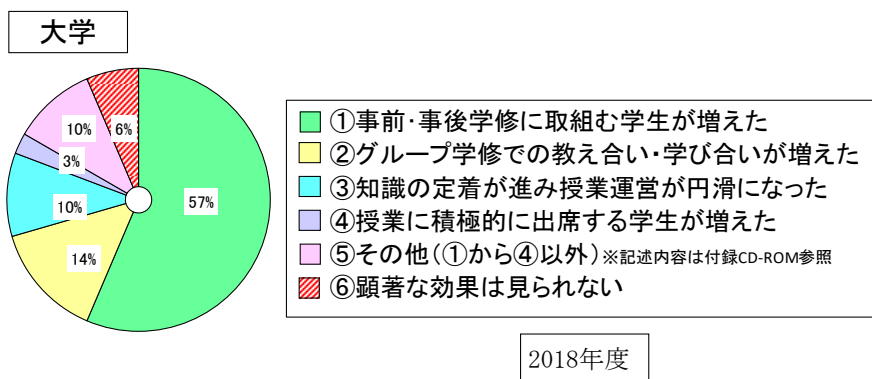 大学
57%
14%
10%
3%
10%
6%
①事前・事後学修に取組む学生が増えた
②グループ学修での教え合い・学び合いが増えた
③知識の定着が進み授業運営が円滑になった
④授業に積極的に出席する学生が増えた
⑤その他(①から④以外)※記述内容は付録CD-ROM参照
⑥顕著な効果は見られない
2018年度